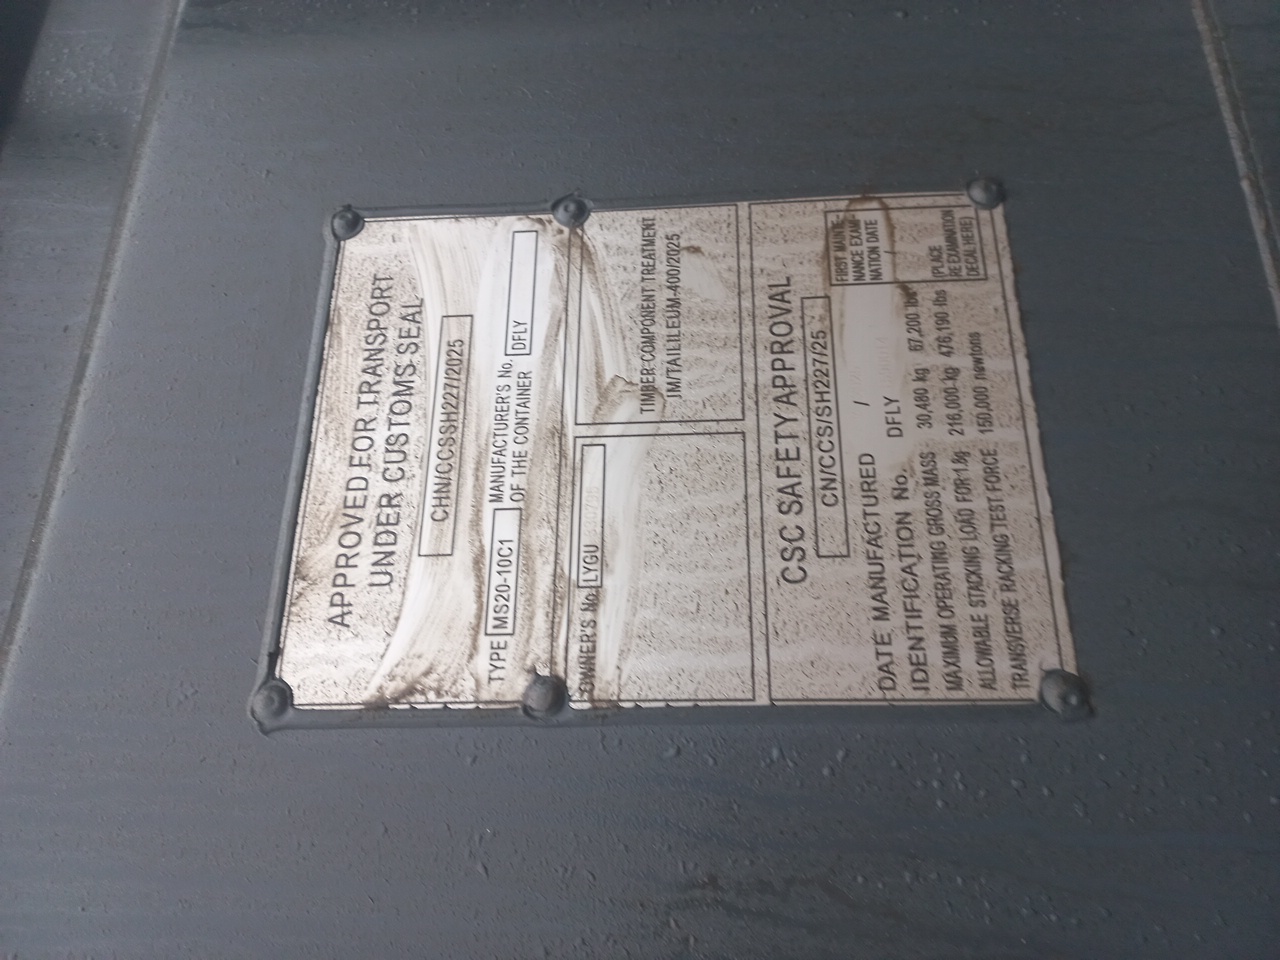 APPROVED FOR TRANSPORT
UNDER CUSTOMS SEAL
CHN/CCSSH227/2025
TYPE MS20-10C1 MANUFACTURER'S No. OF THE CONTAINER DFLY
OWNER'S No. LYGU
TIMBER COMPONENT TREATMENT
IM/TAILILEUM-400/2025
CSC SAFETY APPROVAL
CN/CCS/SH227/25
DATE MANUFACTURED /
IDENTIFICATION No. DFLY
MAXIMUM OPERATING GROSS MASS 30,480 kg 67,200 lbs
ALLOWABLE STACKING LOAD FOR 1.8g 216,000 kg 476,190 lbs
TRANSVERSE RACKING TEST FORCE 150,000 newtons
FIRST MAINTE-
NANCE EXAMI-
NATION DATE
/
(PLACE
RE EXAMINATION
DECAL HERE)